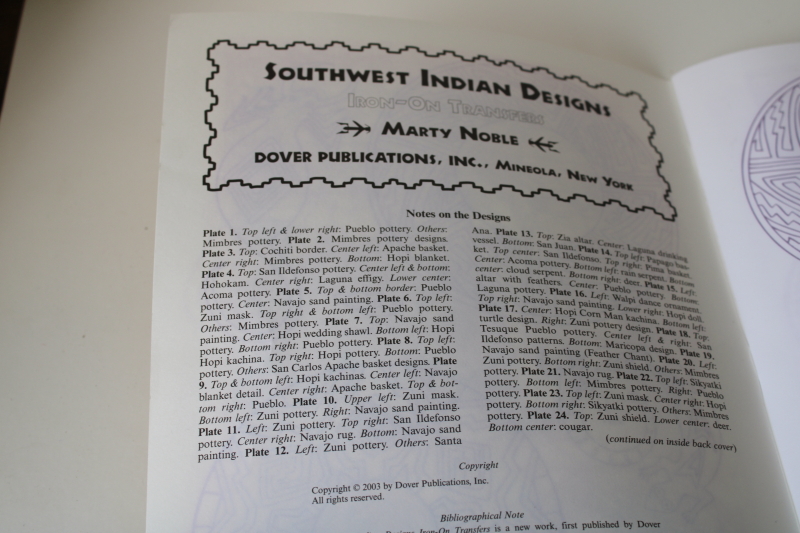 SOUTHWEST INDIAN DESIGNS
IRON-ON TRANSFERS
MARTY NOBLE
DOVER PUBLICATIONS, INC., MINEOLA, NEW YORK
Notes on the Designs
Plate 1. Top left & lower right: Pueblo pottery. Others:
Mimbres pottery. Plate 2. Mimbres pottery designs.
Plate 3. Top: Cochiti border. Center left: Apache basket.
Center right: Mimbres pottery. Bottom: Hopi blanket.
Plate 4. Top: San Ildefonso pottery. Center left & bottom:
Hohokam. Center right: Laguna effigy. Lower center:
Acoma pottery. Plate 5. Top & bottom border: Pueblo
pottery. Center: Navajo sand painting. Plate 6. Top left:
Zuni mask. Top right & bottom left: Pueblo pottery.
Others: Mimbres pottery. Plate 7. Top: Navajo sand
painting. Center: Hopi wedding shawl. Bottom left: Hopi
pottery. Bottom right: Pueblo pottery. Plate 8. Top left:
Hopi kachina. Top right: Hopi pottery. Bottom: Pueblo
pottery. Others: San Carlos Apache basket designs. Plate
9. Top & bottom left: Hopi kachinas. Center left: Navajo
blanket detail. Center right: Apache basket. Top & bot-
tom right: Pueblo. Plate 10. Upper left: Zuni mask.
Bottom left: Zuni pottery. Right: Navajo sand painting.
Plate 11. Left: Zuni pottery. Top right: San Ildefonso
pottery. Center right: Navajo rug. Bottom: Navajo sand
painting. Plate 12. Left: Zuni pottery. Others: Santa
Ana. Plate 13. Top: Zia altar. Center: Laguna drinking
vessel. Bottom: San Juan. Plate 14. Top left: Papago bas-
ket. Top center: San Ildefonso. Top right: Pima basket.
Center: Acoma pottery. Bottom left: rain serpent. Bottom
center: cloud serpent. Bottom right: deer. Plate 15. Left:
altar with feathers. Center: Pueblo pottery. Bottom:
Laguna pottery. Plate 16. Left: Walpi dance ornament.
Top right: Navajo sand painting. Lower right: Hopi doll.
Plate 17. Center: Hopi Corn Man kachina. Bottom left:
turtle design. Right: Zuni pottery design. Plate 18. Top:
Tesuque Pueblo pottery. Center left & right: San
Ildefonso patterns. Bottom: Maricopa design. Plate 19.
Navajo sand painting (Feather Chant). Plate 20. Left:
Zuni pottery. Bottom right: Zuni shield. Others: Mimbres
pottery. Plate 21. Navajo rug. Plate 22. Top left: Sikyatki
pottery. Bottom left: Mimbres pottery. Right: Pueblo
pottery. Plate 23. Top left: Zuni mask. Center right: Hopi
pottery. Bottom right: Sikyatki pottery. Others: Mimbres
pottery. Plate 24. Top: Zuni shield. Lower center: deer.
Bottom center: cougar.
(continued on inside back cover)
Copyright
Copyright © 2003 by Dover Publications, Inc.
All rights reserved.
Bibliographical Note
Designs Iron-On Transfers is a new work, first published by Dover